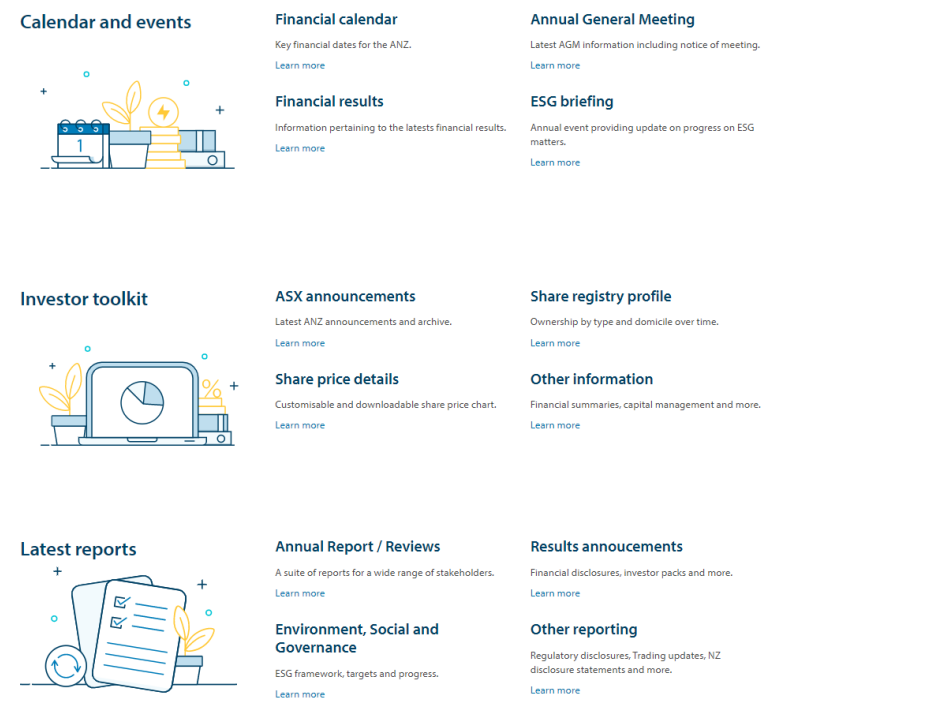 Calendar and events
Financial calendar
Key financial dates for the ANZ.
Learn more
Annual General Meeting
Latest AGM information including notice of meeting.
Learn more
Financial results
Information pertaining to the latests financial results.
Learn more
ESG briefing
Annual event providing update on progress on ESG
matters.
Learn more
1
Investor toolkit
ASX announcements
Latest ANZ announcements and archive.
Learn more
Share registry profile
Ownership by type and domicile over time.
Learn more
Share price details
Customisable and downloadable share price chart.
Learn more
Other information
Financial summaries, capital management and more.
Learn more
%
Latest reports
Annual Report / Reviews
A suite of reports for a wide range of stakeholders.
Learn more
Results annoucements
Financial disclosures, investor packs and more.
Learn more
Environment, Social and
Governance
ESG framework, targets and progress.
Learn more
Other reporting
Regulatory disclosures, Trading updates, NZ
disclosure statements and more.
Learn more